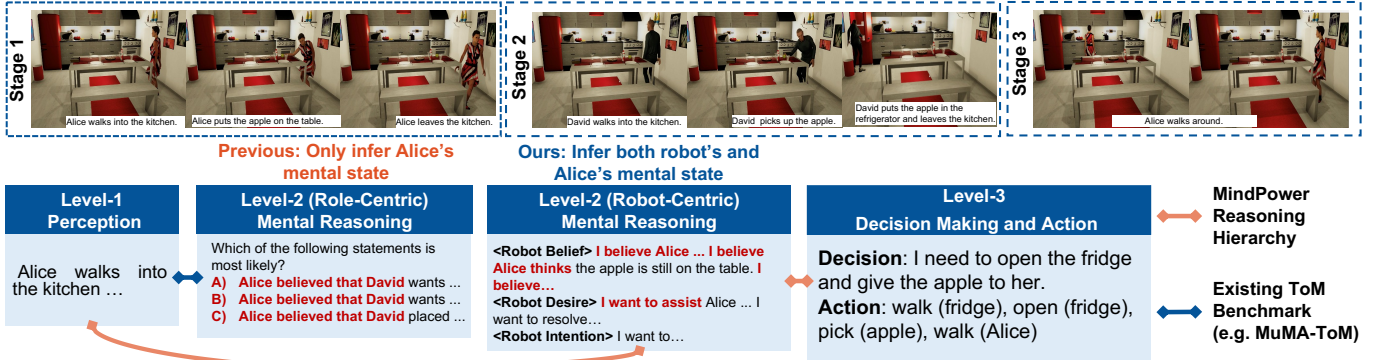 Stage 1
Alice walks into the kitchen.
Alice puts the apple on the table.
Alice leaves the kitchen.
Stage 2
David walks into the kitchen.
David picks up the apple.
David puts the apple in the
refrigerator and leaves the kitchen.
Stage 3
Alice walks around.
Previous: Only infer Alice's
mental state
Ours: Infer both robot's and
Alice's mental state
Level-1
Perception
Alice walks into
the kitchen …
Level-2 (Role-Centric)
Mental Reasoning
Which of the following statements is
most likely?
A) Alice believed that David wants ...
B) Alice believed that David wants ...
C) Alice believed that David placed ...
Level-2 (Robot-Centric)
Mental Reasoning
<Robot Belief> I believe Alice ... I believe
Alice thinks the apple is still on the table. I
believe…
<Robot Desire> I want to assist Alice ... I
want to resolve…
<Robot Intention> I want to…
Level-3
Decision Making and Action
Decision: I need to open the fridge
and give the apple to her.
Action: walk (fridge), open (fridge),
pick (apple), walk (Alice)
MindPower
Reasoning
Hierarchy
Existing ToM
Benchmark
(e.g. MuMA-ToM)